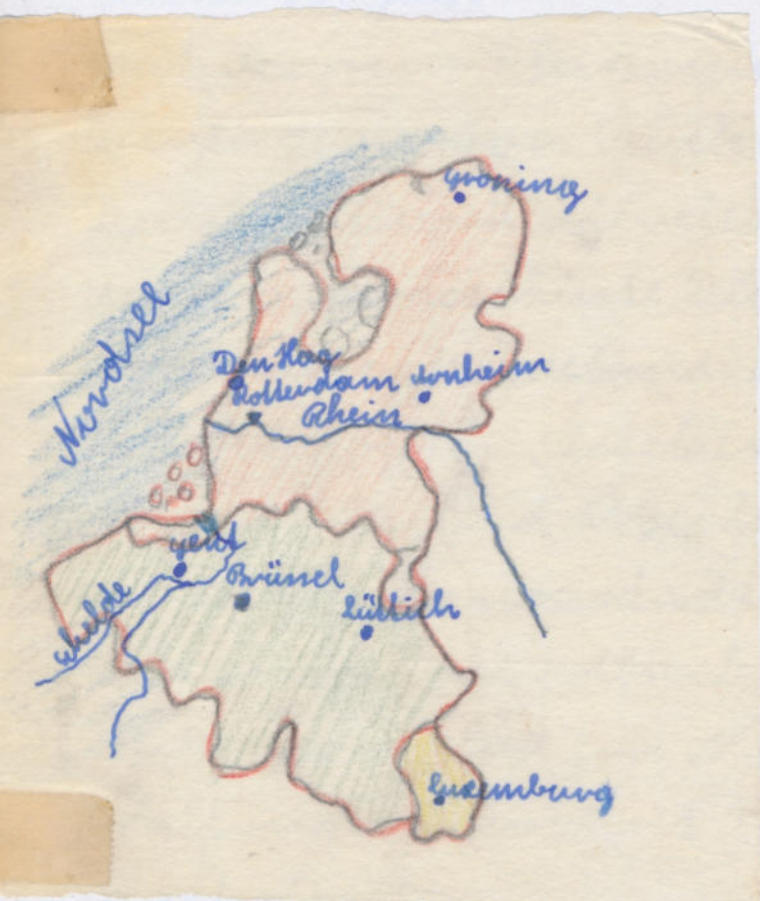 Groning
Nordsee
Den Hag
Rotterdam
Arnheim
Rhein
gent
Brüssel
Schelde
Lüttich
Luxemburg